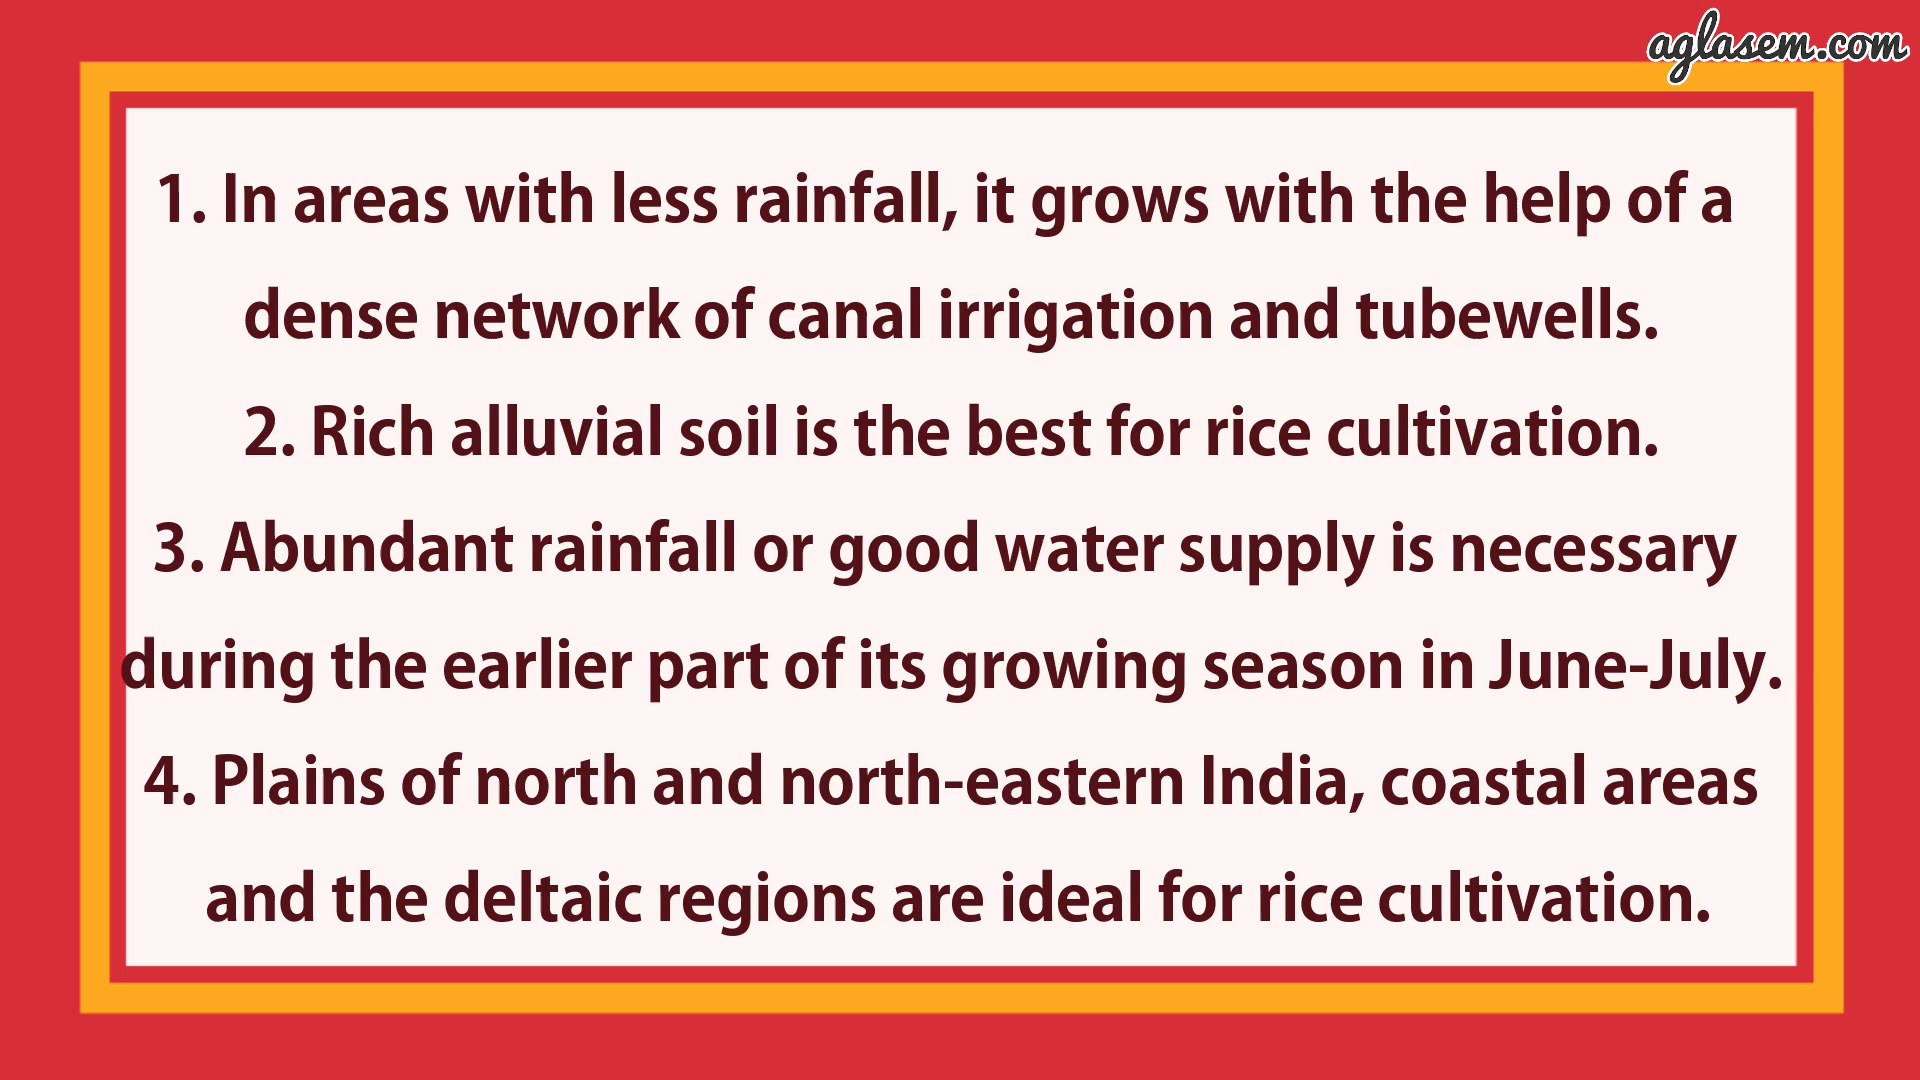 aglasem.com
1. In areas with less rainfall, it grows with the help of a
dense network of canal irrigation and tubewells.
2. Rich alluvial soil is the best for rice cultivation.
3. Abundant rainfall or good water supply is necessary
during the earlier part of its growing season in June-July.
4. Plains of north and north-eastern India, coastal areas
and the deltaic regions are ideal for rice cultivation.